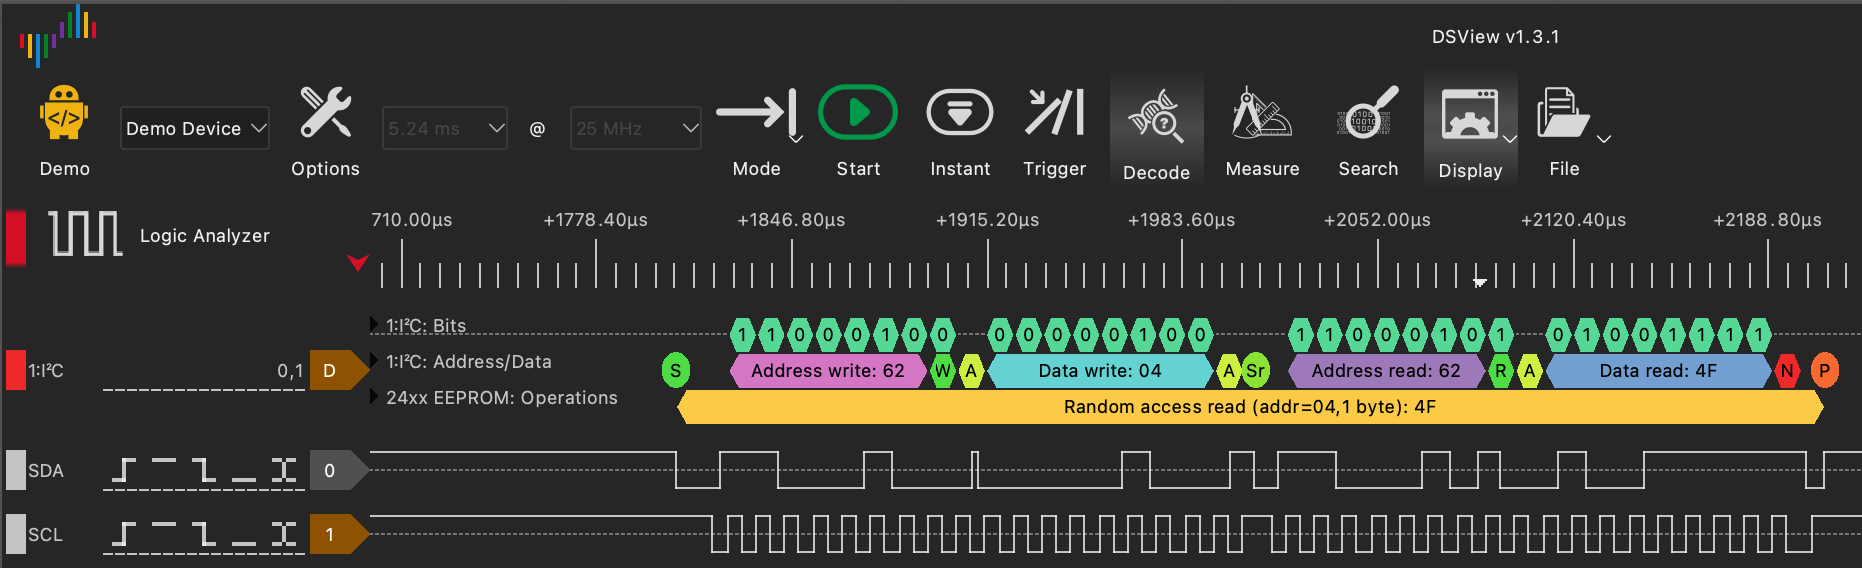 DSView v1.3.1
</>
Demo Device
5.24 ms
@
25 MHz
Demo
Options
Mode
Start
Instant
Trigger
Decode
Measure
Search
Display
File
Logic Analyzer
710.00µs +1778.40µs +1846.80µs +1915.20µs +1983.60µs +2052.00µs +2120.40µs +2188.80µs
1:I²C: Bits 1 1 0 0 0 1 0 0 0 0 0 0 0 1 0 0 1 1 0 0 0 1 0 1 0 1 0 0 1 1 1 1
1:I²C 0,1 D
1:I²C: Address/Data S Address write: 62 W A Data write: 04 A Sr Address read: 62 R A Data read: 4F N P
24xx EEPROM: Operations Random access read (addr=04,1 byte): 4F
SDA 0
SCL 1